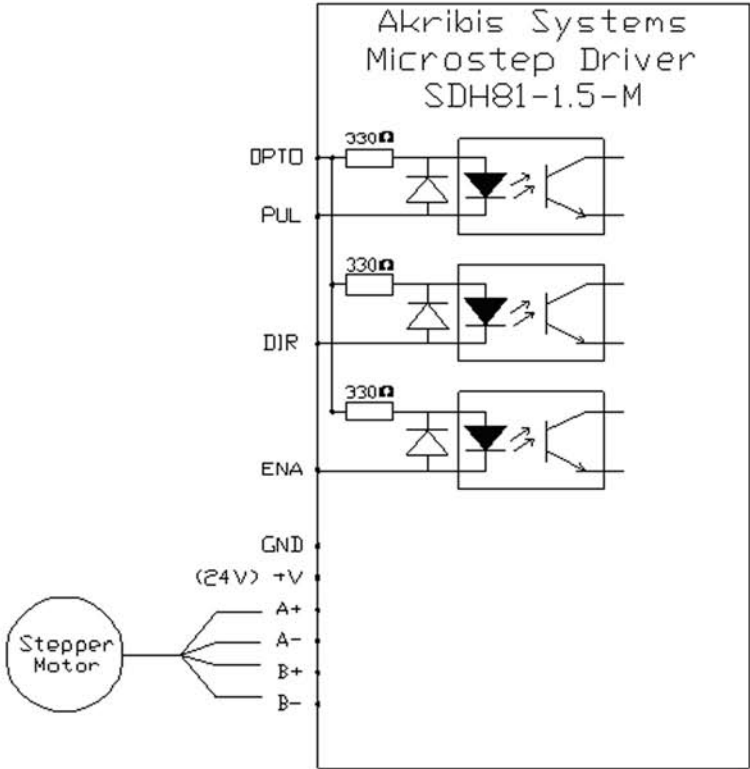 Akribis Systems
Microstep Driver
SDH81-1.5-M
330Ω
OPTO
PUL
330Ω
DIR
330Ω
ENA
GND
(24V) +V
A+
A-
B+
B-
Stepper
Motor